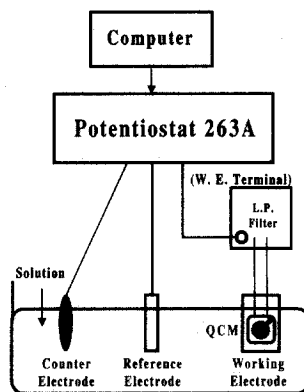 Computer
Potentiostat 263A
(W. E. Terminal)
L.P.
Filter
Solution
QCM
Counter
Electrode
Reference
Electrode
Working
Electrode